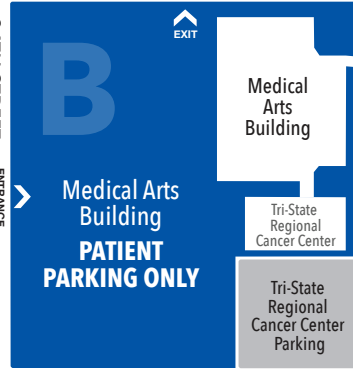 EXIT
B
Medical
Arts
Building
ENTRANCE
Medical Arts
Building
PATIENT
PARKING ONLY
Tri-State
Regional
Cancer Center
Tri-State
Regional
Cancer Center
Parking